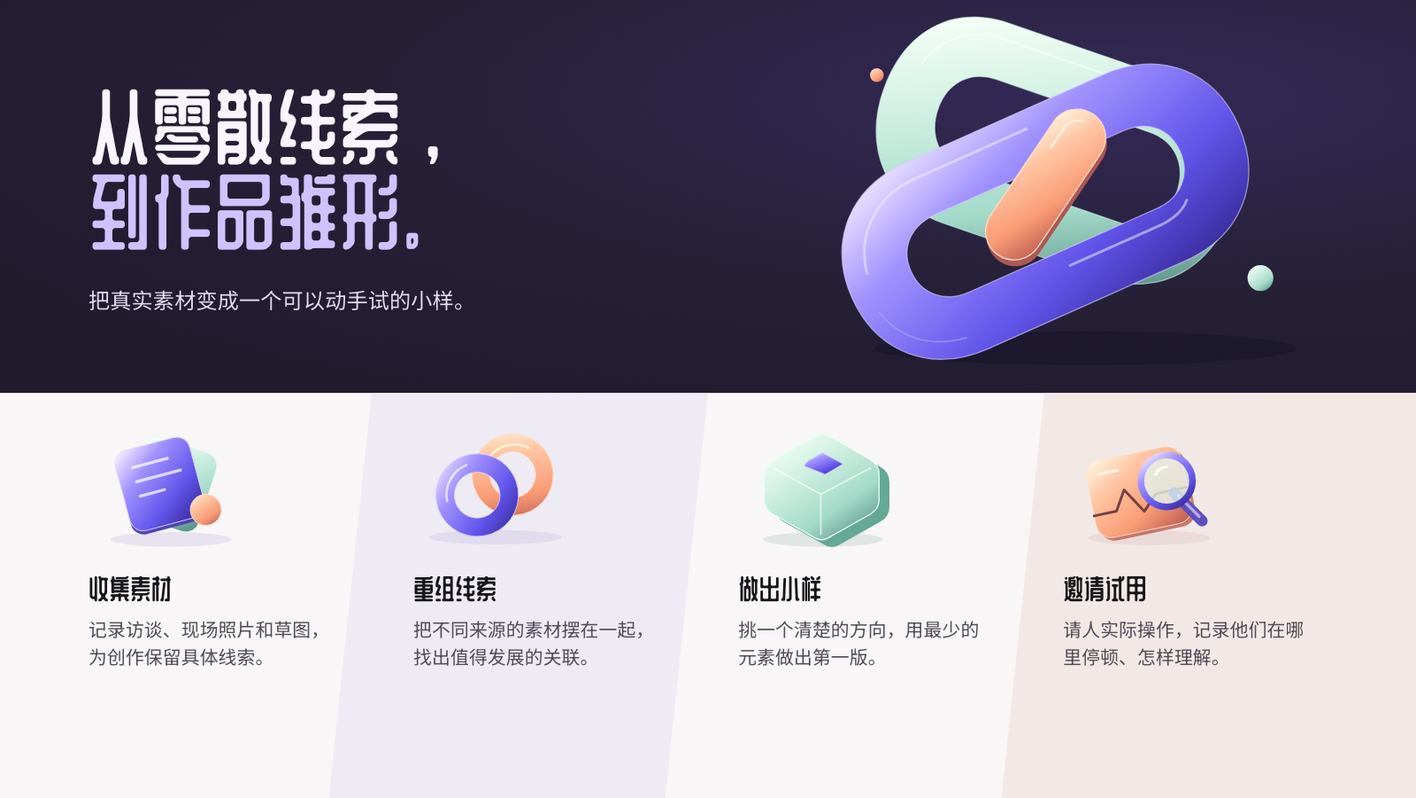 从零散线索，
到作品雏形。
把真实素材变成一个可以动手试的小样。
收集素材
记录访谈、现场照片和草图，
为创作保留具体线索。
重组线索
把不同来源的素材摆在一起，
找出值得发展的关联。
做出小样
挑一个清楚的方向，用最少的
元素做出第一版。
邀请试用
请人实际操作，记录他们在哪
里停顿、怎样理解。